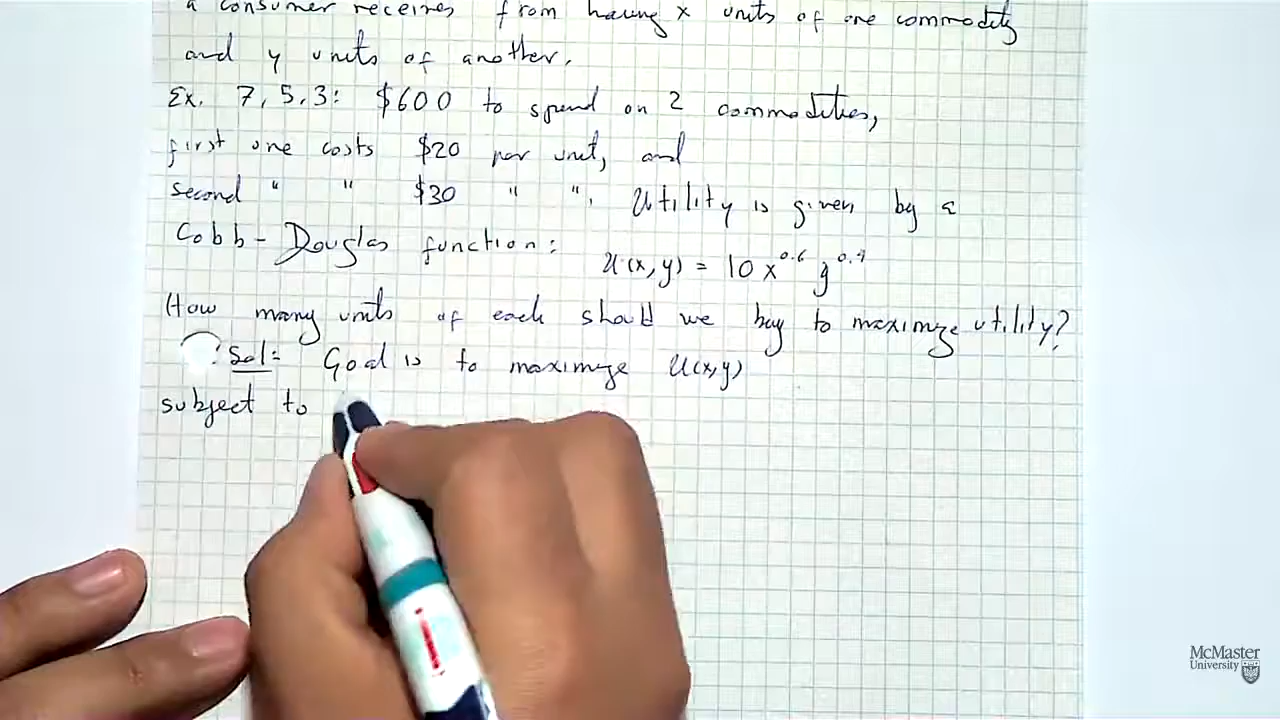 a consumer receives from having x units of one commodity
and y units of another.
Ex. 7,5,3: $600 to spend on 2 commodities,
first one costs $20 per unit, and
second " " $30 " ". Utility is given by a
Cobb-Douglas function: U(x,y) = 10 x^0.6 y^0.4
How many units of each should we buy to maximize utility?
Sol: Goal is to maximize U(x,y)
subject to
McMaster
University